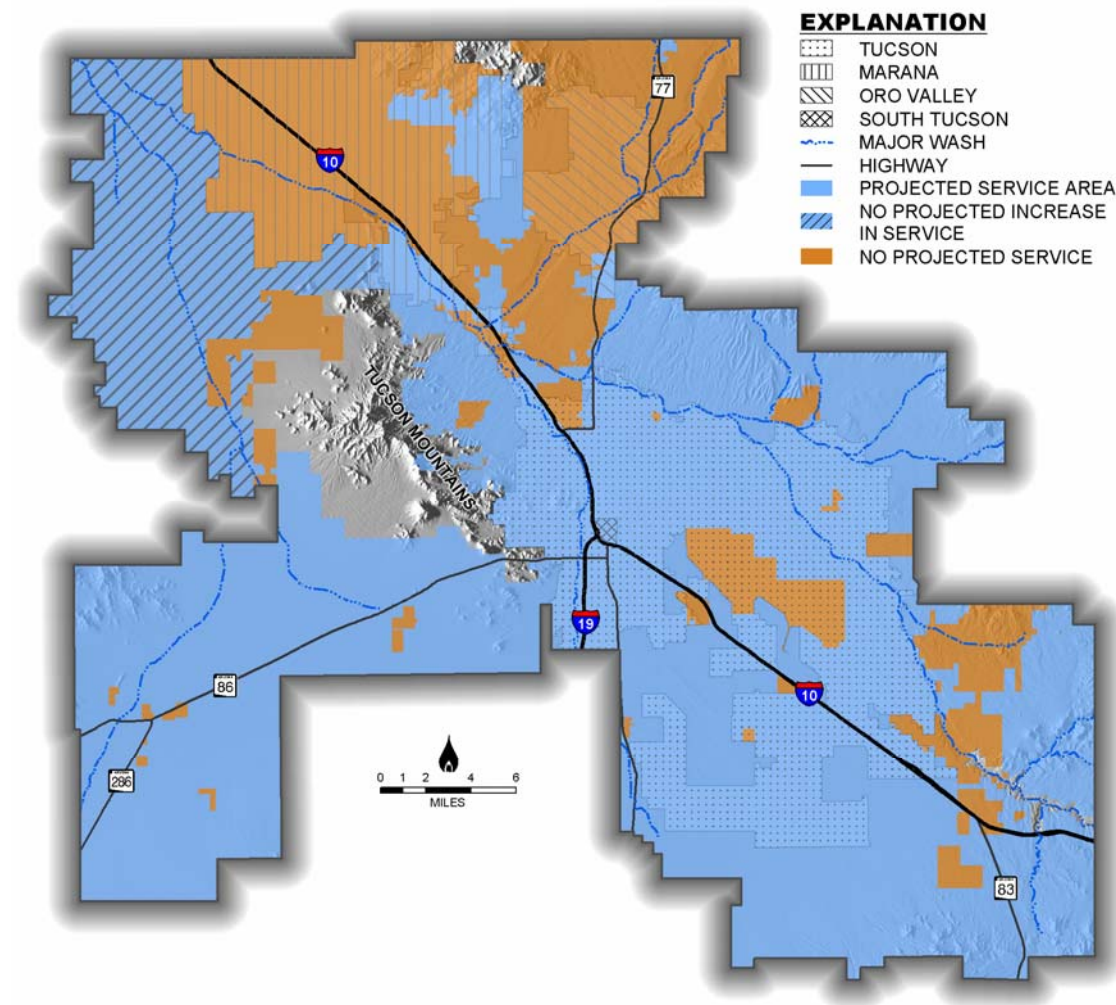 EXPLANATION
TUCSON
MARANA
ORO VALLEY
SOUTH TUCSON
MAJOR WASH
HIGHWAY
PROJECTED SERVICE AREA
NO PROJECTED INCREASE
IN SERVICE
NO PROJECTED SERVICE
77
10
TUCSON MOUNTAINS
19
86
10
286
83
0 1 2 4 6
MILES